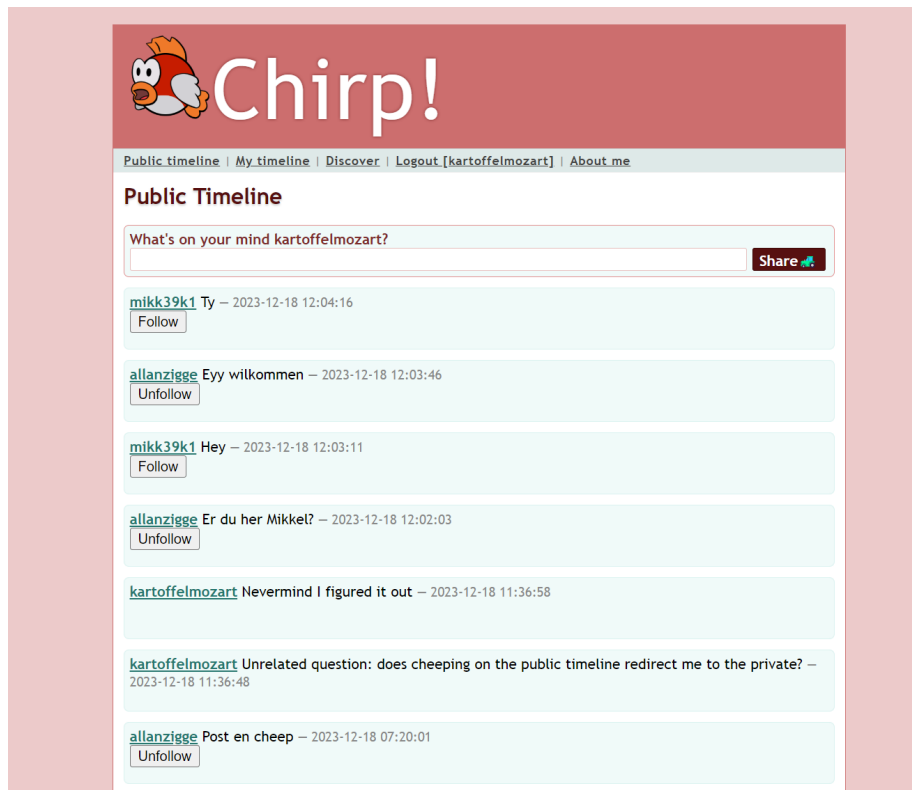 Chirp!
Public timeline | My timeline | Discover | Logout [kartoffelmozart] | About me
Public Timeline
What's on your mind kartoffelmozart?
Share
mikk39k1 Ty — 2023-12-18 12:04:16
Follow
allanzigge Eyy wilkommen — 2023-12-18 12:03:46
Unfollow
mikk39k1 Hey — 2023-12-18 12:03:11
Follow
allanzigge Er du her Mikkel? — 2023-12-18 12:02:03
Unfollow
kartoffelmozart Nevermind I figured it out — 2023-12-18 11:36:58
kartoffelmozart Unrelated question: does cheeping on the public timeline redirect me to the private? —
2023-12-18 11:36:48
allanzigge Post en cheep — 2023-12-18 07:20:01
Unfollow